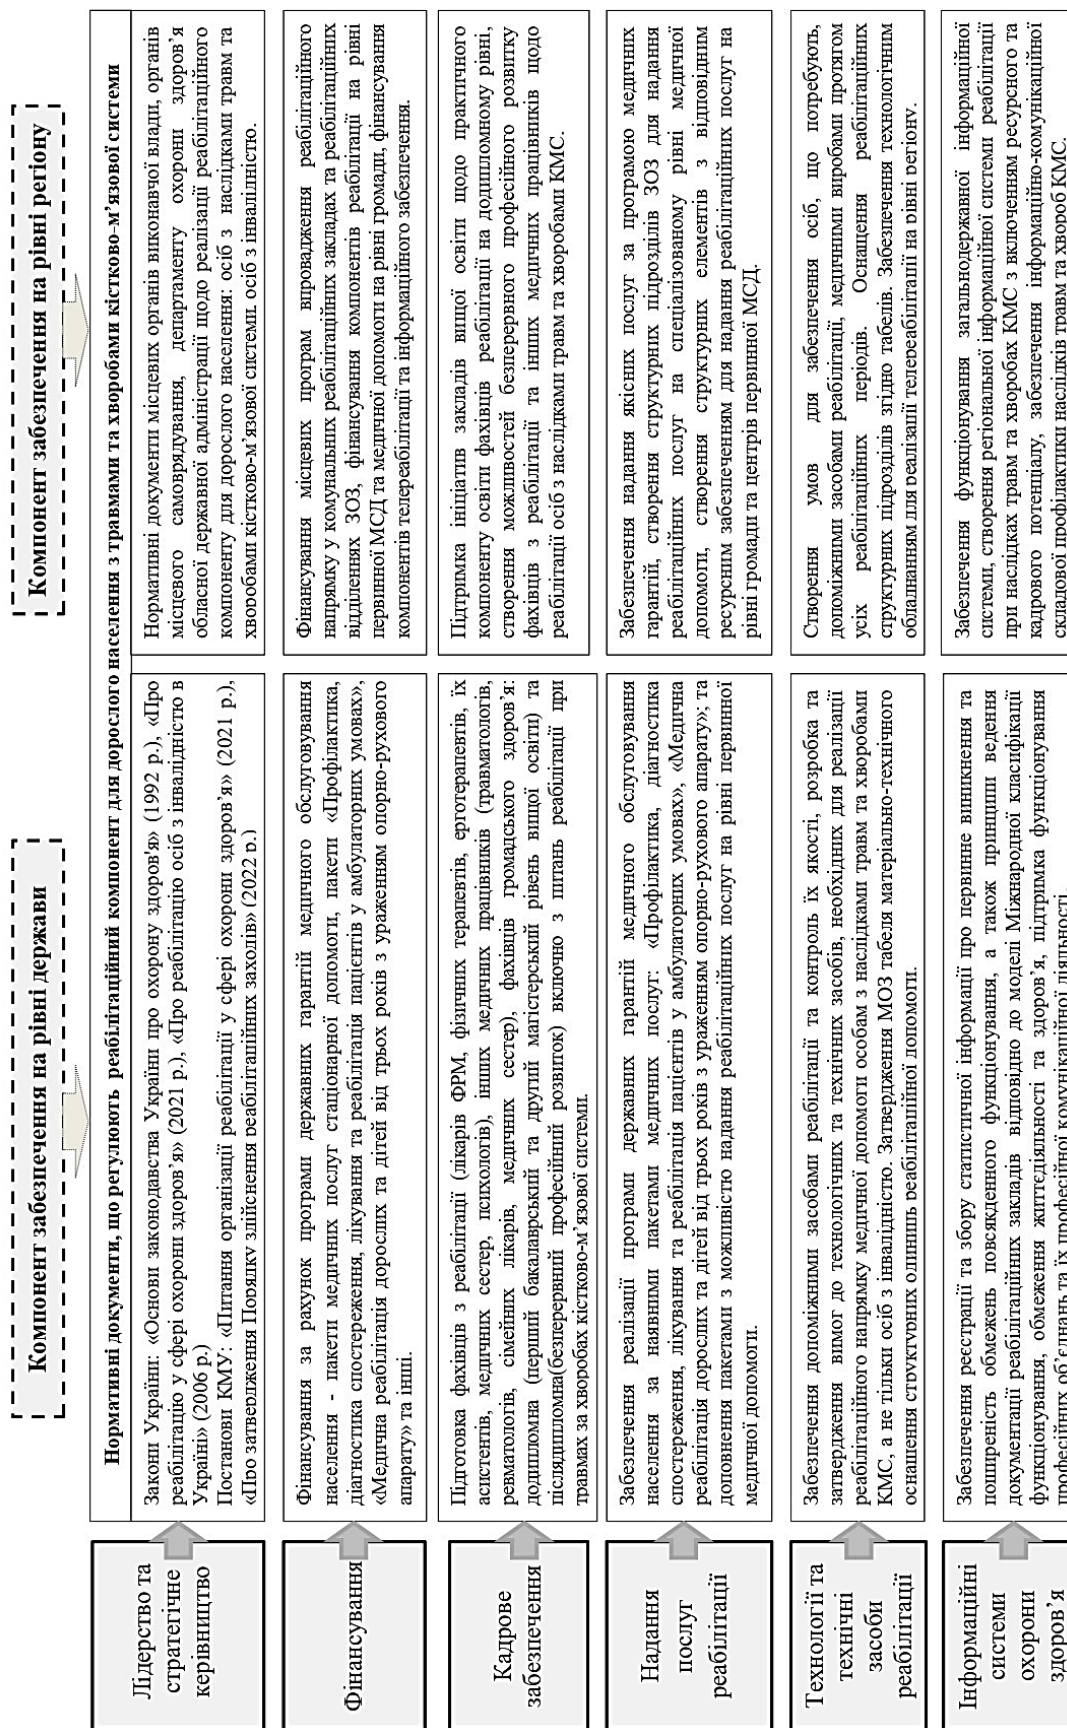 Компонент забезпечення на рівні держави
Компонент забезпечення на рівні регіону
Нормативні документи, що регулюють реабілітаційний компонент для дорослого населення з травмами та хворобами кістково-м’язової системи
Лідерство та
стратегічне
керівництво
Закони України: «Основи законодавства України про охорону здоров'я» (1992 р.), «Про
реабілітацію у сфері охорони здоров’я» (2021 р.), «Про реабілітацію осіб з інвалідністю в
Україні» (2006 р.)
Постанови КМУ: «Питання організації реабілітації у сфері охорони здоров’я» (2021 р.),
«Про затвердження Порядку здійснення реабілітаційних заходів» (2022 р.)
Нормативні документи місцевих органів виконавчої влади, органів
місцевого самоврядування, департаменту охорони здоров’я
обласної державної адміністрації щодо реалізації реабілітаційного
компоненту для дорослого населення: осіб з наслідками травм та
хворобами кістково-м’язової системи, осіб з інвалідністю.
Фінансування
Фінансування за рахунок програми державних гарантій медичного обслуговування
населення - пакети медичних послуг стаціонарної допомоги, пакети «Профілактика,
діагностика спостереження, лікування та реабілітація пацієнтів у амбулаторних умовах»,
«Медична реабілітація дорослих та дітей від трьох років з ураженням опорно-рухового
апарату» та інші.
Фінансування місцевих програм впровадження реабілітаційного
напрямку у комунальних реабілітаційних закладах та реабілітаційних
відділеннях ЗОЗ, фінансування компонентів реабілітації на рівні
первинної МСД та медичної допомоги на рівні громади, фінансування
компонентів телереабілітації та інформаційного забезпечення.
Кадрове
забезпечення
Підготовка фахівців з реабілітації (лікарів ФРМ, фізичних терапевтів, ерготерапевтів, їх
асистентів, медичних сестер, психологів), інших медичних працівників (травматологів,
ревматологів, сімейних лікарів, медичних сестер), фахівців громадського здоров’я:
додипломна (перший бакалаврський та другий магістерський рівень вищої освіти) та
післядипломна(безперервний професійний розвиток) включно з питань реабілітації при
травмах за хворобах кістково-м’язової системи.
Підтримка ініціатив закладів вищої освіти щодо практичного
компоненту освіти фахівців реабілітації на додипломному рівні,
створення можливостей безперервного професійного розвитку
фахівців з реабілітації та інших медичних працівників щодо
реабілітації осіб з наслідками травм та хворобами КМС.
Надання
послуг
реабілітації
Забезпечення реалізації програми державних гарантій медичного обслуговування
населення за наявними пакетами медичних послуг: «Профілактика, діагностика
спостереження, лікування та реабілітація пацієнтів у амбулаторних умовах», «Медична
реабілітація дорослих та дітей від трьох років з ураженням опорно-рухового апарату»; та
доповнення пакетами з можливістю надання реабілітаційних послуг на рівні первинної
медичної допомоги.
Забезпечення надання якісних послуг за програмою медичних
гарантій, створення структурних підрозділів ЗОЗ для надання
реабілітаційних послуг на спеціалізованому рівні медичної
допомоги, створення структурних елементів з відповідним
ресурсним забезпеченням для надання реабілітаційних послуг на
рівні громади та центрів первинної МСД.
Технології та
технічні
засоби
реабілітації
Забезпечення допоміжними засобами реабілітації та контроль їх якості, розробка та
затвердження вимог до технологічних та технічних засобів, необхідних для реалізації
реабілітаційного напрямку медичної допомоги особам з наслідками травм та хворобами
КМС, а не тільки осіб з інвалідністю. Затвердження МОЗ табеля матеріально-технічного
оснащення структурних одиниць реабілітаційної допомоги.
Створення умов для забезпечення осіб, що потребують,
допоміжними засобами реабілітації, медичними виробами протягом
усіх реабілітаційних періодів. Оснащення реабілітаційних
структурних підрозділів згідно табелів. Забезпечення технологічним
обладнанням для реалізації телереабілітації на рівні регіону.
Інформаційні
системи
охорони
здоров’я
Забезпечення реєстрації та збору статистичної інформації про первинне виникнення та
поширеність обмежень повсякденного функціонування, а також принципи ведення
документації реабілітаційних закладів відповідно до моделі Міжнародної класифікації
функціонування, обмеження життєдіяльності та здоров’я, підтримка функціонування
професійних об’єднань та їх професійної комунікаційної діяльності.
Забезпечення функціонування загальнодержавної інформаційної
системи, створення регіональної інформаційної системи реабілітації
при наслідках травм та хворобах КМС з включенням ресурсного та
кадрового потенціалу, забезпечення інформаційно-комунікаційної
складової профілактики наслідків травм та хвороб КМС.